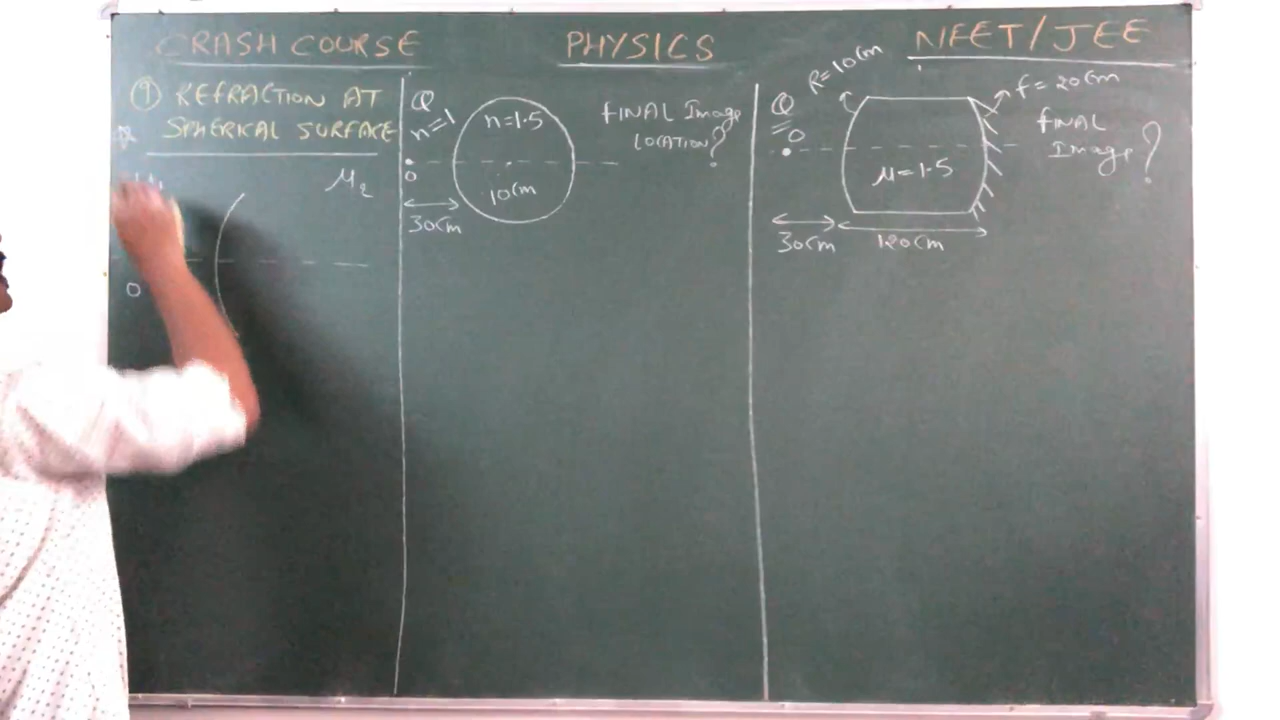 CRASH COURSE
PHYSICS
NEET/JEE
① REFRACTION AT
SPHERICAL SURFACE
μ₂
O
Q
n=1
n=1.5
O
10cm
30cm
FINAL Image
LOCATION?
Q
O
R=10cm
f=20cm
μ=1.5
30cm
120cm
FINAL
Image?